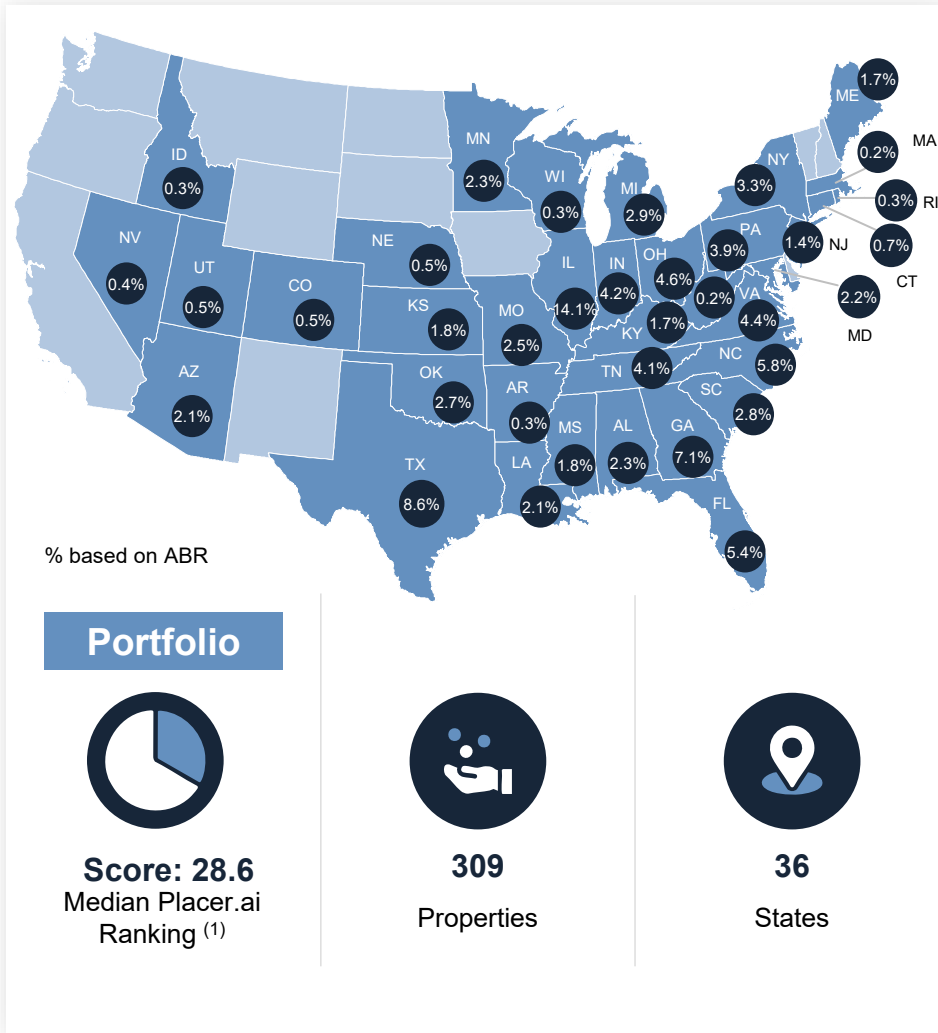 ME
1.7%
MA
0.2%
MN
2.3%
ID
0.3%
WI
0.3%
MI
2.9%
NY
3.3%
0.3%
RI
NV
0.4%
UT
0.5%
CO
0.5%
NE
0.5%
KS
1.8%
MO
2.5%
IL
14.1%
IN
4.2%
OH
4.6%
PA
3.9%
1.4%
NJ
0.7%
CT
2.2%
MD
0.2%
VA
4.4%
KY
1.7%
NC
5.8%
TN
4.1%
SC
2.8%
AZ
2.1%
OK
2.7%
AR
0.3%
TX
8.6%
LA
2.1%
MS
1.8%
AL
2.3%
GA
7.1%
FL
5.4%
% based on ABR
Portfolio
Score: 28.6
Median Placer.ai
Ranking (1)
309
Properties
36
States